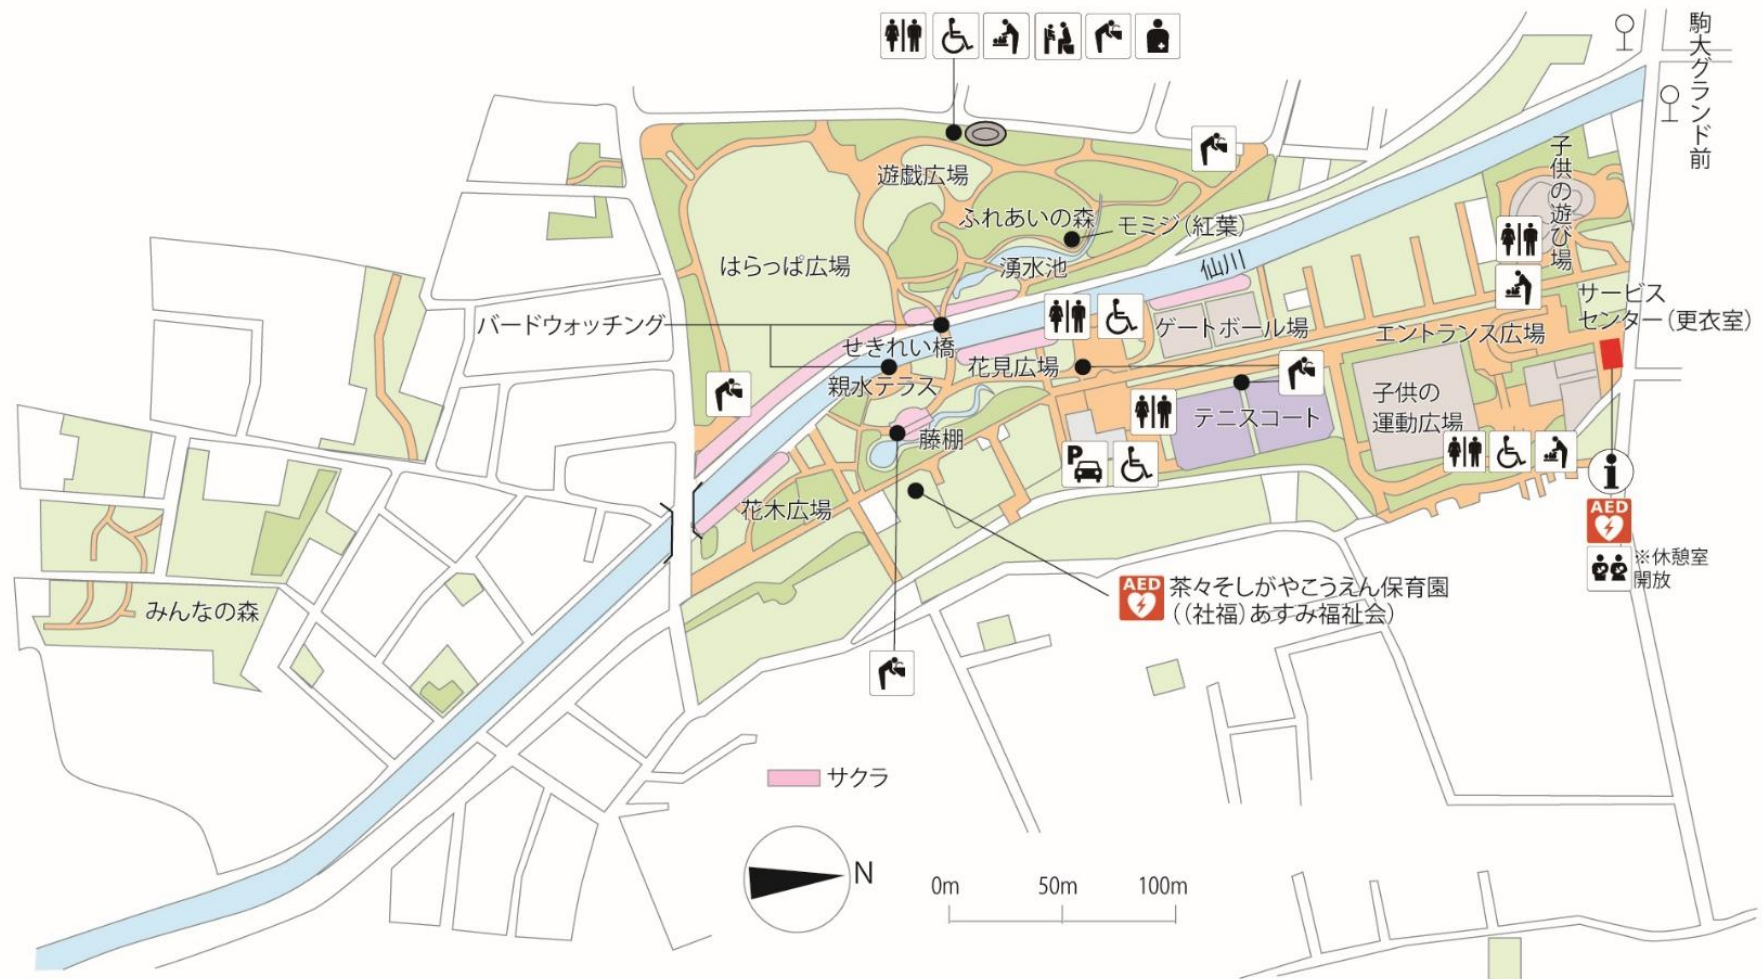 駒大グランド前
子供の遊び場
遊戯広場
ふれあいの森
モミジ(紅葉)
はらっぱ広場
湧水池
仙川
サービス
センター(更衣室)
バードウォッチング
せきれい橋
ゲートボール場
エントランス広場
花見広場
親水テラス
子供の
運動広場
テニスコート
藤棚
P
花木広場
AED
※休憩室
開放
みんなの森
AED
茶々そしがやこうえん保育園
((社福)あすみ福祉会)
サクラ
N
0m
50m
100m